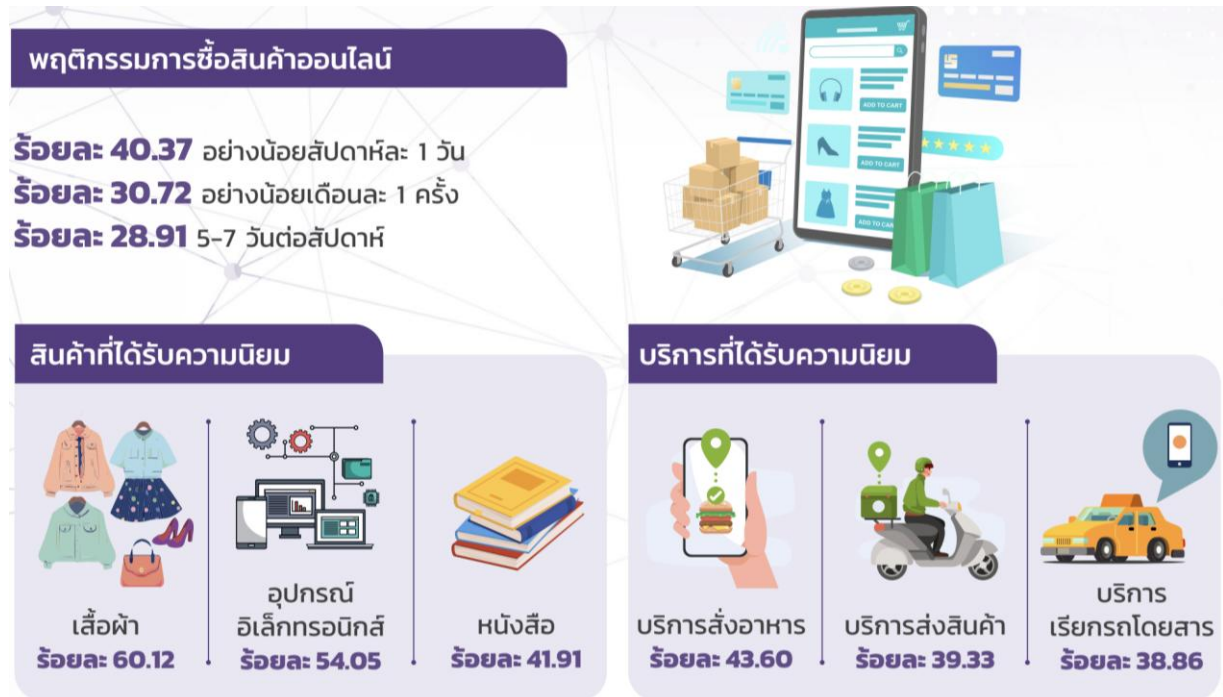 พฤติกรรมการซื้อสินค้าออนไลน์
ร้อยละ 40.37 อย่างน้อยสัปดาห์ละ 1 วัน
ร้อยละ 30.72 อย่างน้อยเดือนละ 1 ครั้ง
ร้อยละ 28.91 5-7 วันต่อสัปดาห์
ADD TO CART
ADD TO CART
ADD TO CART
สินค้าที่ได้รับความนิยม
เสื้อผ้า
ร้อยละ 60.12
อุปกรณ์
อิเล็กทรอนิกส์
ร้อยละ 54.05
หนังสือ
ร้อยละ 41.91
บริการที่ได้รับความนิยม
บริการสั่งอาหาร
ร้อยละ 43.60
บริการส่งสินค้า
ร้อยละ 39.33
บริการ
เรียกรถโดยสาร
ร้อยละ 38.86